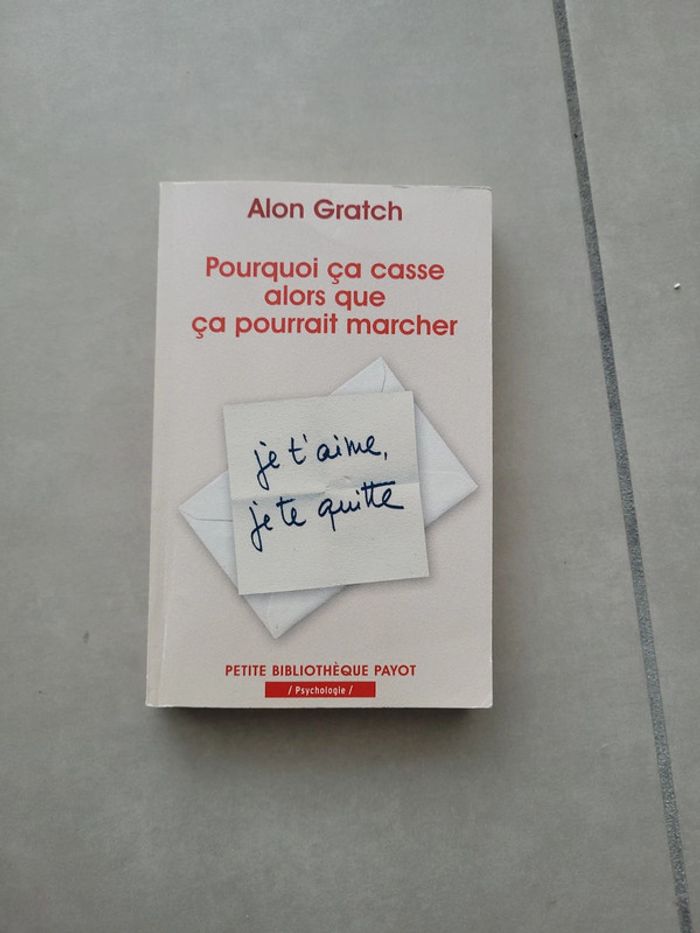 Alon Gratch
Pourquoi ça casse
alors que
ça pourrait marcher
je t'aime,
je te quitte
PETITE BIBLIOTHÈQUE PAYOT
/ Psychologie /